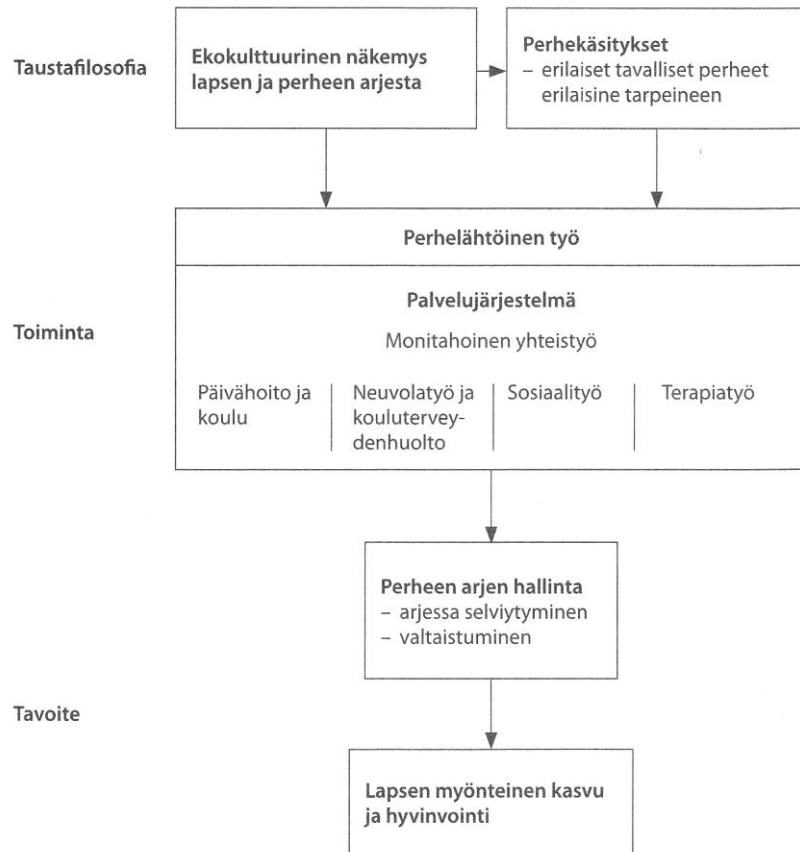 Taustafilosofia
Ekokulttuurinen näkemys
lapsen ja perheen arjesta
Perhekäsitykset
– erilaiset tavalliset perheet
erilaisine tarpeineen
Perhelähtöinen työ
Toiminta
Palvelujärjestelmä
Monitahoinen yhteistyö
Päivähoito ja
koulu
Neuvolatyö ja
koulutervey-
denhuolto
Sosiaalityö
Terapiatyö
Perheen arjen hallinta
– arjessa selviytyminen
– valtaistuminen
Tavoite
Lapsen myönteinen kasvu
ja hyvinvointi